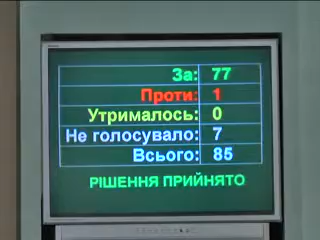 За: 77
Проти: 1
Утрималось: 0
Не голосувало: 7
Всього: 85
РІШЕННЯ ПРИЙНЯТО